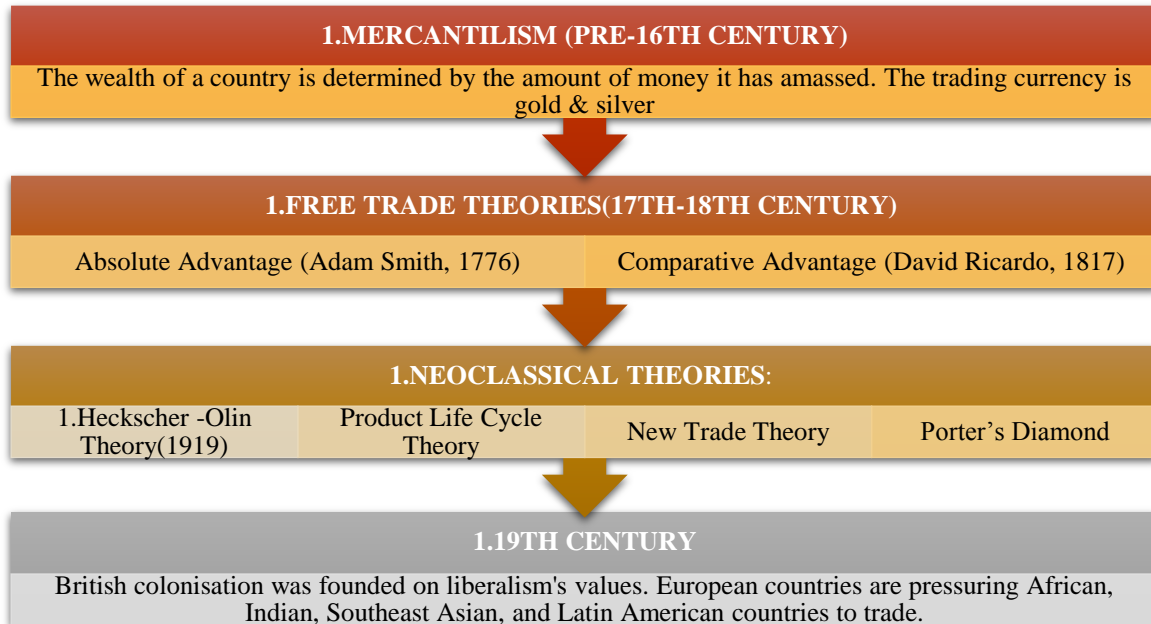 1.MERCANTILISM (PRE-16TH CENTURY)
The wealth of a country is determined by the amount of money it has amassed. The trading currency is
gold & silver
1.FREE TRADE THEORIES(17TH-18TH CENTURY)
Absolute Advantage (Adam Smith, 1776)
Comparative Advantage (David Ricardo, 1817)
1.NEOCLASSICAL THEORIES:
1.Heckscher -Olin
Theory(1919)
Product Life Cycle
Theory
New Trade Theory
Porter’s Diamond
1.19TH CENTURY
British colonisation was founded on liberalism's values. European countries are pressuring African,
Indian, Southeast Asian, and Latin American countries to trade.